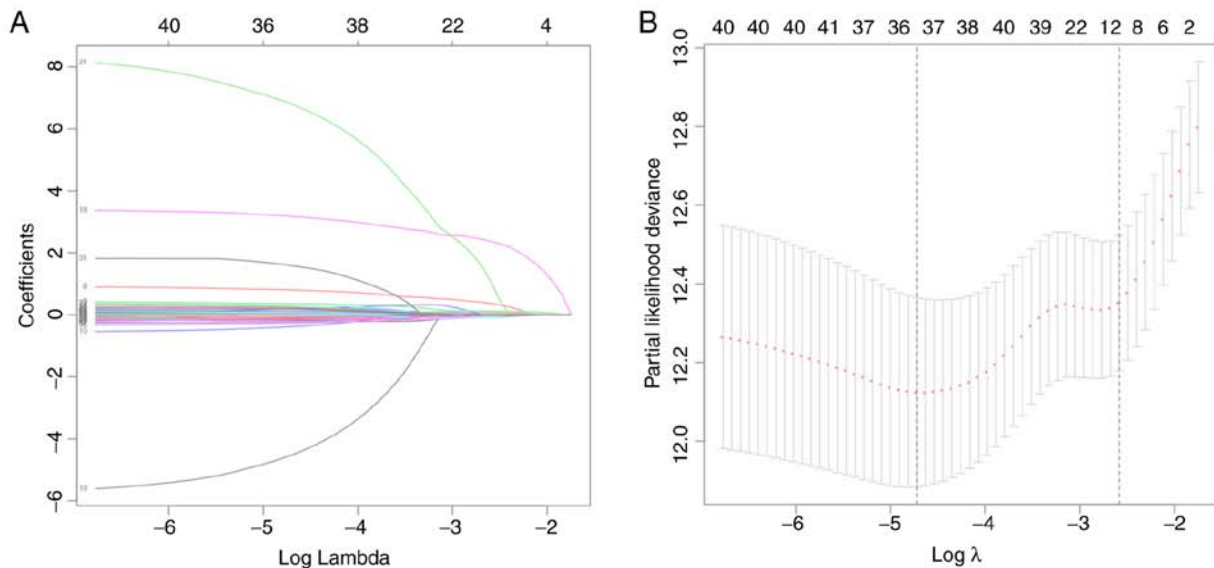 A
40 36 38 22 4
8
6
4
2
0
−2
−4
−6
Coefficients
−6 −5 −4 −3 −2
Log Lambda
B
40 40 40 41 37 36 37 38 40 39 22 12 8 6 2
13.0
12.8
12.6
12.4
12.2
12.0
Partial likelihood deviance
−6 −5 −4 −3 −2
Log λ